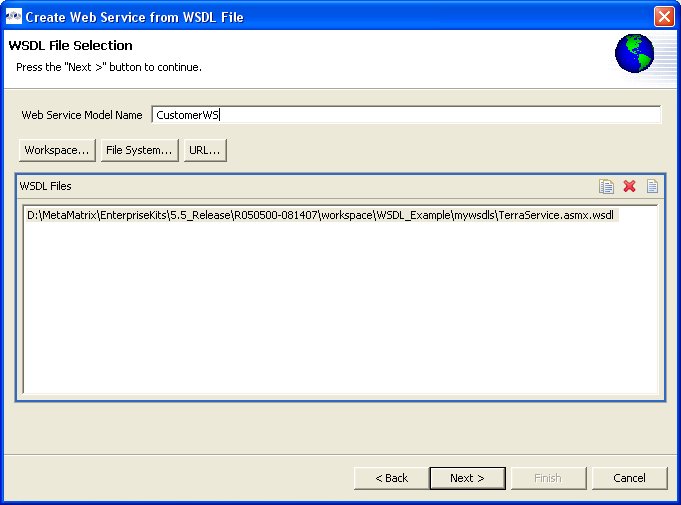 Create Web Service from WSDL File
WSDL File Selection
Press the "Next >" button to continue.
Web Service Model Name CustomerWS
Workspace... File System... URL...
WSDL Files
D:\MetaMatrix\EnterpriseKits\5.5_Release\R050500-081407\workspace\WSDL_Example\mywsdls\TerraService.asmx.wsdl
< Back Next > Finish Cancel